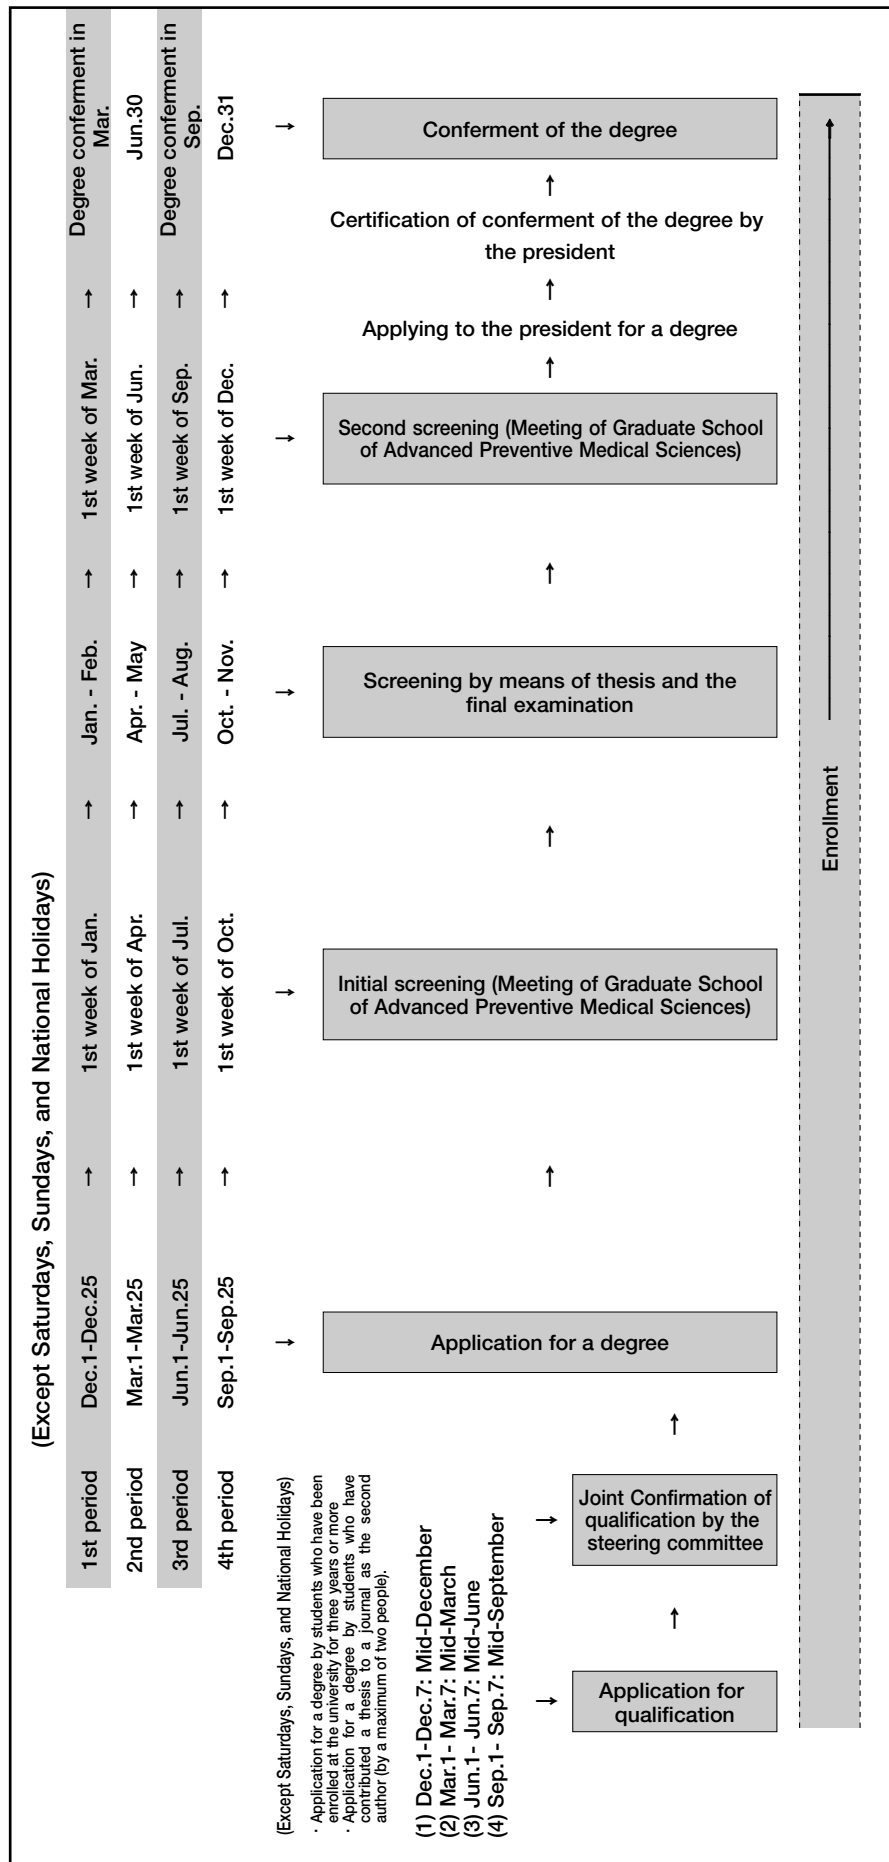 (Except Saturdays, Sundays, and National Holidays)
1st period Dec.1-Dec.25 → 1st week of Jan. → Jan. - Feb. → 1st week of Mar. → Degree conferment in Mar.
2nd period Mar.1-Mar.25 → 1st week of Apr. → Apr. - May → 1st week of Jun. → Jun.30
3rd period Jun.1-Jun.25 → 1st week of Jul. → Jul. - Aug. → 1st week of Sep. → Degree conferment in Sep.
4th period Sep.1-Sep.25 → 1st week of Oct. → Oct. - Nov. → 1st week of Dec. → Dec.31
(Except Saturdays, Sundays, and National Holidays)
· Application for a degree by students who have been
enrolled at the university for three years or more
· Application for a degree by students who have
contributed a thesis to a journal as the second
author (by a maximum of two people).
(1) Dec.1-Dec.7: Mid-December
(2) Mar.1- Mar.7: Mid-March
(3) Jun.1- Jun.7: Mid-June
(4) Sep.1- Sep.7: Mid-September
Application for
qualification
Joint Confirmation of
qualification by the
steering committee
Application for a degree
Initial screening (Meeting of Graduate School
of Advanced Preventive Medical Sciences)
Screening by means of thesis and the
final examination
Second screening (Meeting of Graduate School
of Advanced Preventive Medical Sciences)
Applying to the president for a degree
Certification of conferment of the degree by
the president
Conferment of the degree
Enrollment